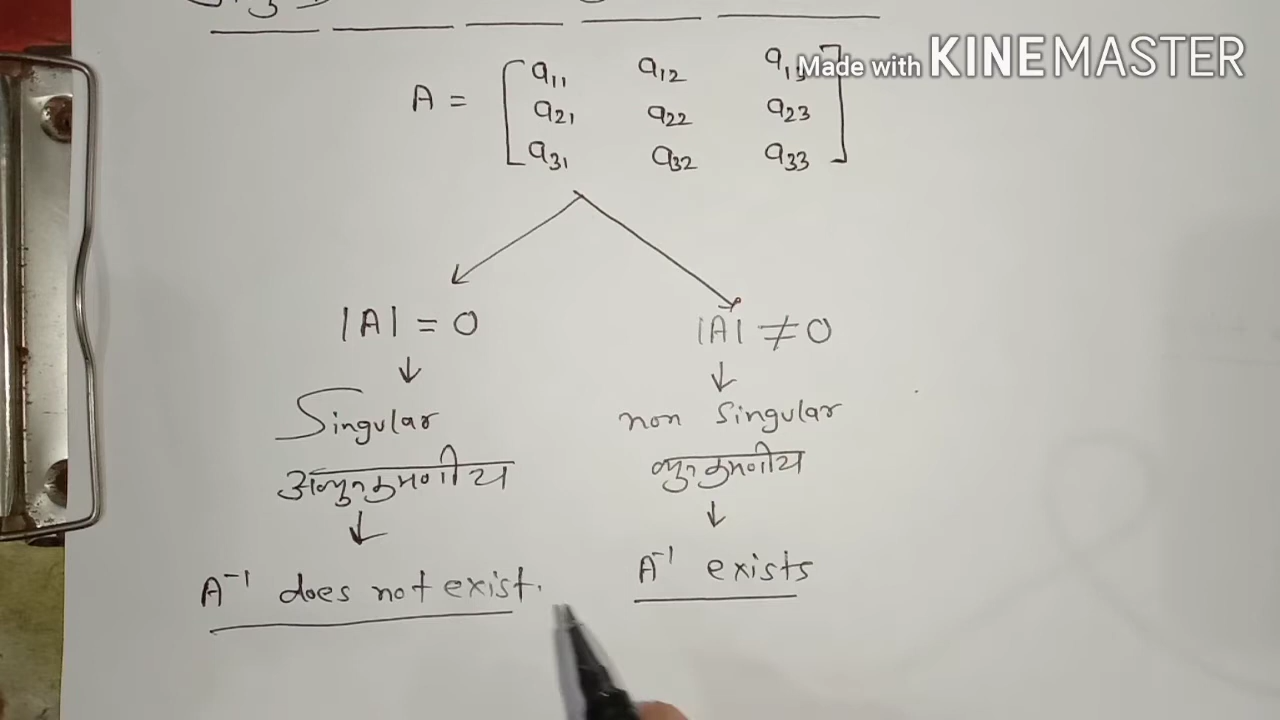 Made with KINEMASTER
A = [ a11 a12 a13 ]
a21 a22 a23
a31 a32 a33
|A| = 0
|A| ≠ 0
Singular
non Singular
अव्युत्क्रमणीय
व्युत्क्रमणीय
A⁻¹ does not exist.
A⁻¹ exists